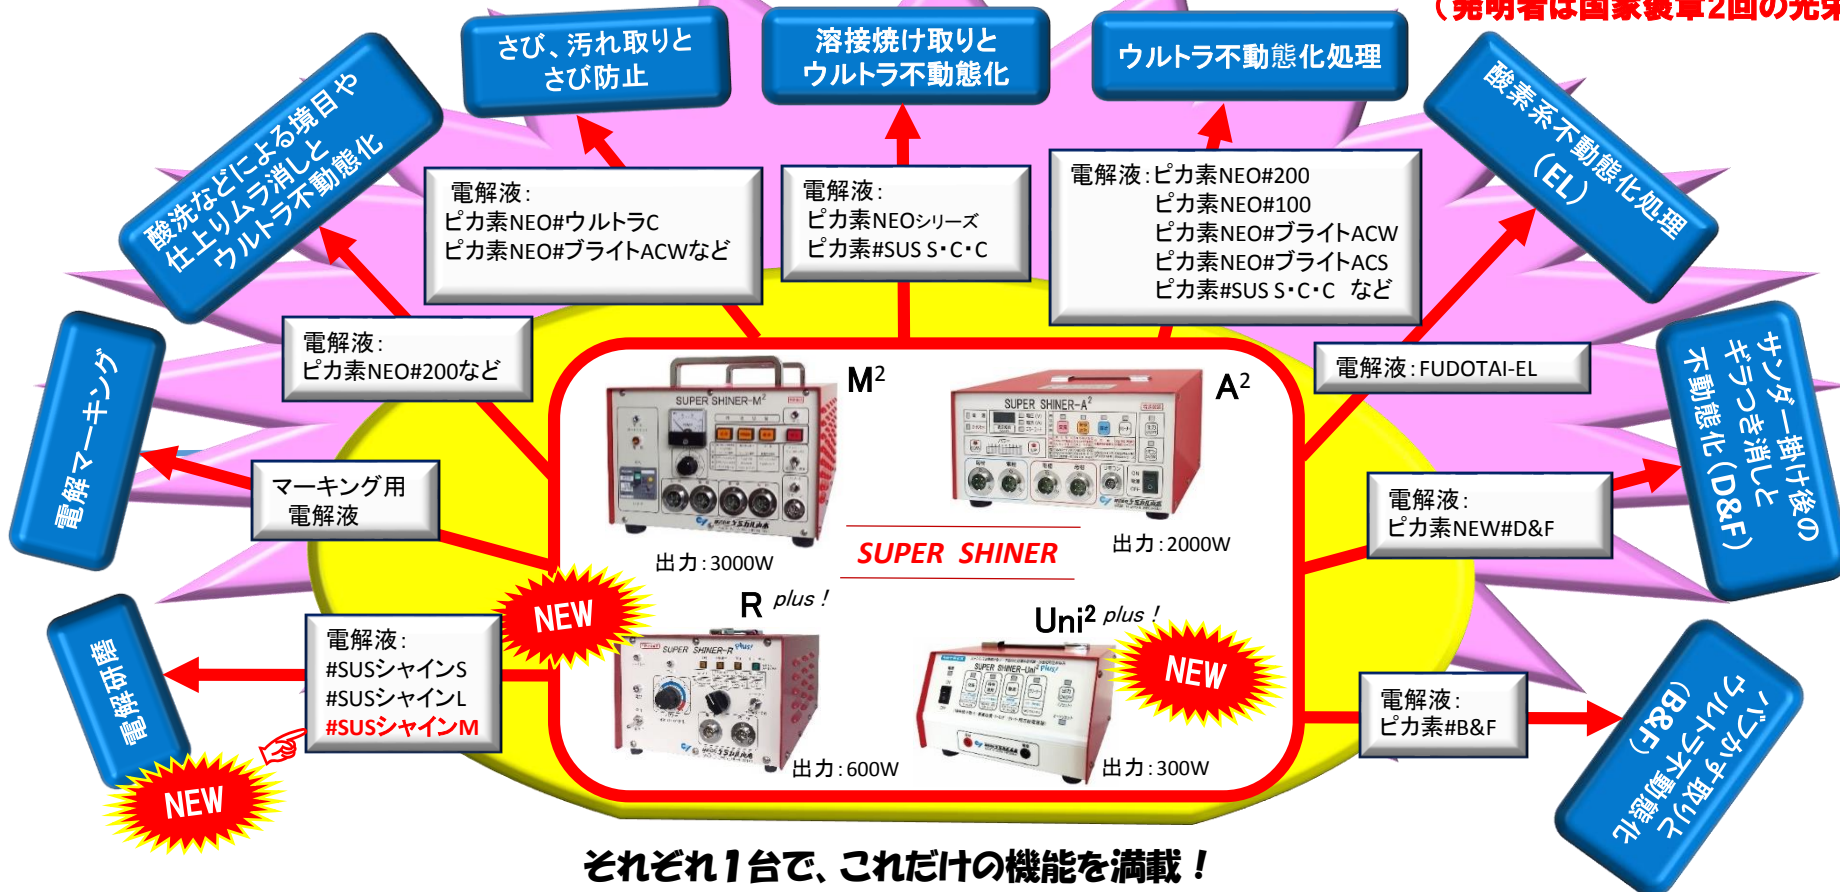 （発明者は国家褒章2回の光栄
さび、汚れ取りと
さび防止
溶接焼け取りと
ウルトラ不動態化
ウルトラ不動態化処理
酸素系不動態化処理
（EL）
酸洗などによる境目や
仕上りムラ消しと
ウルトラ不動態化
電解液：
ピカ素NEO#ウルトラC
ピカ素NEO#ブライトACWなど
電解液：
ピカ素NEOシリーズ
ピカ素#SUS S・C・C
電解液：ピカ素NEO#200
ピカ素NEO#100
ピカ素NEO#ブライトACW
ピカ素NEO#ブライトACS
ピカ素#SUS S・C・C など
電解液：
ピカ素NEO#200など
電解液：FUDOTAI-EL
電解マーキング
マーキング用
電解液
サンダー掛け後の
ギラつき消しと
不動態化（D&F）
電解液：
ピカ素NEW#D&F
M²
SUPER SHINER-M²
出力：3000W
A²
SUPER SHINER-A²
出力：2000W
SUPER SHINER
NEW
R plus !
SUPER SHINER-R plus!
出力：600W
Uni² plus !
SUPER SHINER-Uni² plus!
NEW
出力：300W
電解研磨
電解液：
#SUSシャインS
#SUSシャインL
#SUSシャインM
NEW
電解液：
ピカ素#B&F
バフかす取りと
ウルトラ不動態化
（B&F）
それぞれ1台で、これだけの機能を満載！